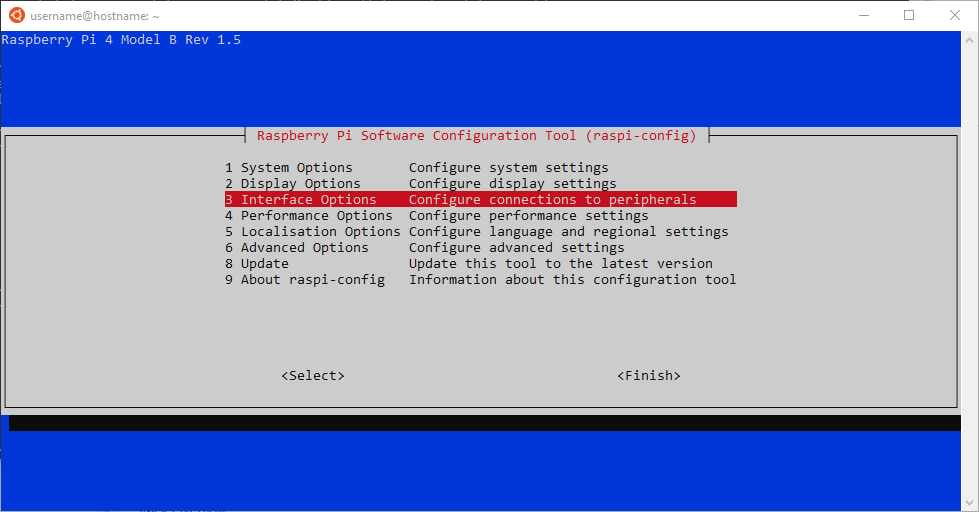 username@hostname: ~
Raspberry Pi 4 Model B Rev 1.5
Raspberry Pi Software Configuration Tool (raspi-config)
1 System Options Configure system settings
2 Display Options Configure display settings
3 Interface Options Configure connections to peripherals
4 Performance Options Configure performance settings
5 Localisation Options Configure language and regional settings
6 Advanced Options Configure advanced settings
8 Update Update this tool to the latest version
9 About raspi-config Information about this configuration tool
<Select> <Finish>